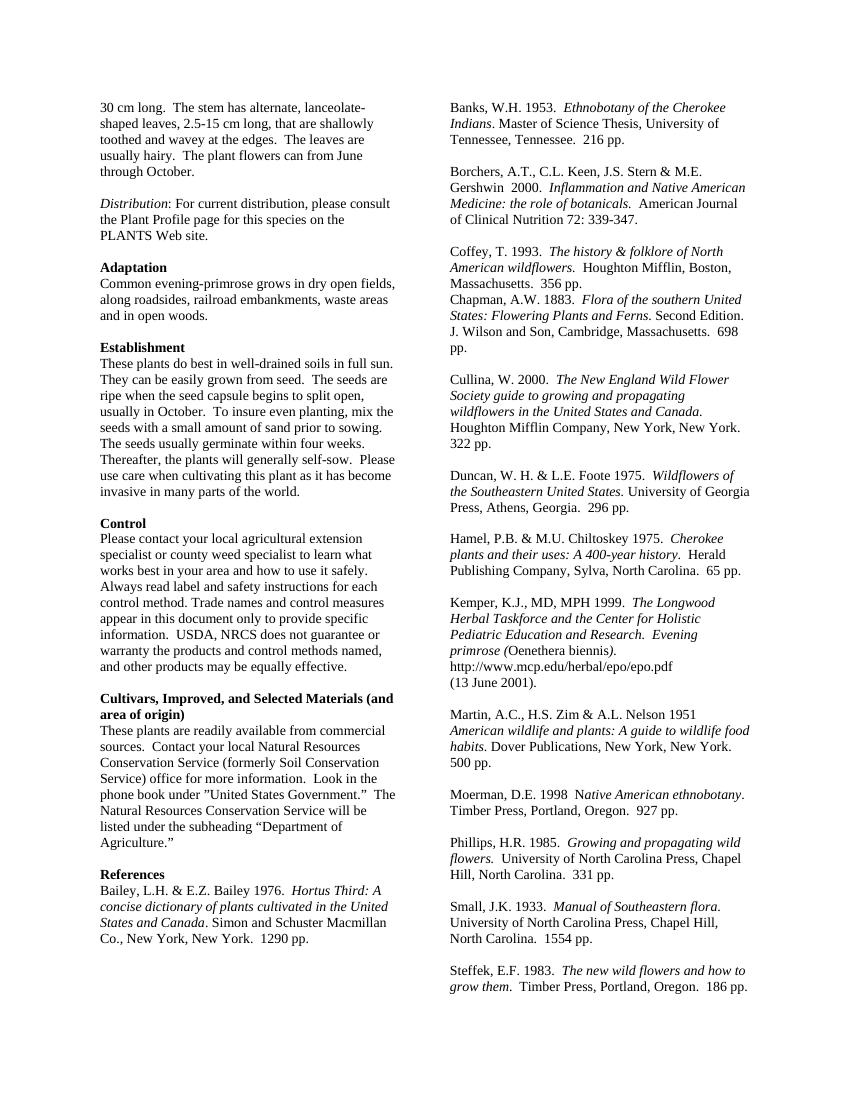 30 cm long.  The stem has alternate, lanceolate-
shaped leaves, 2.5-15 cm long, that are shallowly
toothed and wavey at the edges.  The leaves are
usually hairy.  The plant flowers can from June
through October.

Distribution: For current distribution, please consult
the Plant Profile page for this species on the
PLANTS Web site.

Adaptation
Common evening-primrose grows in dry open fields,
along roadsides, railroad embankments, waste areas
and in open woods.

Establishment
These plants do best in well-drained soils in full sun.
They can be easily grown from seed.  The seeds are
ripe when the seed capsule begins to split open,
usually in October.  To insure even planting, mix the
seeds with a small amount of sand prior to sowing.
The seeds usually germinate within four weeks.
Thereafter, the plants will generally self-sow.  Please
use care when cultivating this plant as it has become
invasive in many parts of the world.

Control
Please contact your local agricultural extension
specialist or county weed specialist to learn what
works best in your area and how to use it safely.
Always read label and safety instructions for each
control method. Trade names and control measures
appear in this document only to provide specific
information.  USDA, NRCS does not guarantee or
warranty the products and control methods named,
and other products may be equally effective.

Cultivars, Improved, and Selected Materials (and
area of origin)
These plants are readily available from commercial
sources.  Contact your local Natural Resources
Conservation Service (formerly Soil Conservation
Service) office for more information.  Look in the
phone book under ”United States Government.”  The
Natural Resources Conservation Service will be
listed under the subheading “Department of
Agriculture.”

References
Bailey, L.H. & E.Z. Bailey 1976.  Hortus Third: A
concise dictionary of plants cultivated in the United
States and Canada. Simon and Schuster Macmillan
Co., New York, New York.  1290 pp.

Banks, W.H. 1953.  Ethnobotany of the Cherokee
Indians. Master of Science Thesis, University of
Tennessee, Tennessee.  216 pp.

Borchers, A.T., C.L. Keen, J.S. Stern & M.E.
Gershwin  2000.  Inflammation and Native American
Medicine: the role of botanicals.  American Journal
of Clinical Nutrition 72: 339-347.

Coffey, T. 1993.  The history & folklore of North
American wildflowers.  Houghton Mifflin, Boston,
Massachusetts.  356 pp.
Chapman, A.W. 1883.  Flora of the southern United
States: Flowering Plants and Ferns. Second Edition.
J. Wilson and Son, Cambridge, Massachusetts.  698
pp.

Cullina, W. 2000.  The New England Wild Flower
Society guide to growing and propagating
wildflowers in the United States and Canada.
Houghton Mifflin Company, New York, New York.
322 pp.

Duncan, W. H. & L.E. Foote 1975.  Wildflowers of
the Southeastern United States. University of Georgia
Press, Athens, Georgia.  296 pp.

Hamel, P.B. & M.U. Chiltoskey 1975.  Cherokee
plants and their uses: A 400-year history.  Herald
Publishing Company, Sylva, North Carolina.  65 pp.

Kemper, K.J., MD, MPH 1999.  The Longwood
Herbal Taskforce and the Center for Holistic
Pediatric Education and Research.  Evening
primrose (Oenethera biennis).
http://www.mcp.edu/herbal/epo/epo.pdf
(13 June 2001).

Martin, A.C., H.S. Zim & A.L. Nelson 1951
American wildlife and plants: A guide to wildlife food
habits. Dover Publications, New York, New York.
500 pp.

Moerman, D.E. 1998  Native American ethnobotany.
Timber Press, Portland, Oregon.  927 pp.

Phillips, H.R. 1985.  Growing and propagating wild
flowers.  University of North Carolina Press, Chapel
Hill, North Carolina.  331 pp.

Small, J.K. 1933.  Manual of Southeastern flora.
University of North Carolina Press, Chapel Hill,
North Carolina.  1554 pp.

Steffek, E.F. 1983.  The new wild flowers and how to
grow them.  Timber Press, Portland, Oregon.  186 pp.